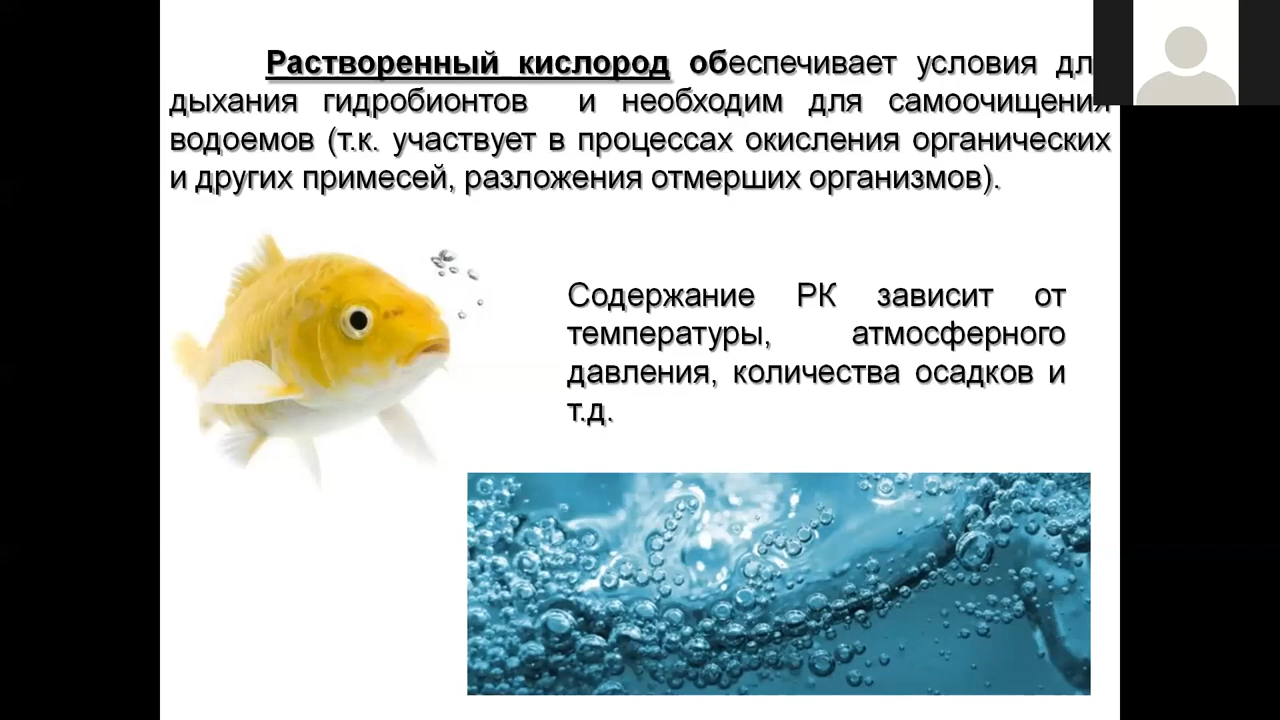 Растворенный кислород обеспечивает условия дл
дыхания гидробионтов и необходим для самоочищения
водоемов (т.к. участвует в процессах окисления органических
и других примесей, разложения отмерших организмов).
Содержание РК зависит от
температуры, атмосферного
давления, количества осадков и
т.д.